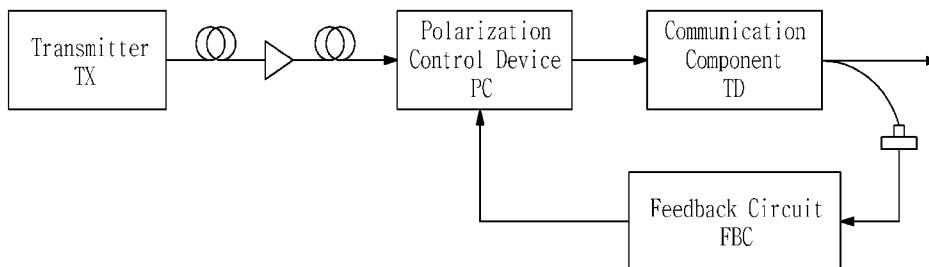 Transmitter
TX
Polarization
Control Device
PC
Communication
Component
TD
Feedback Circuit
FBC